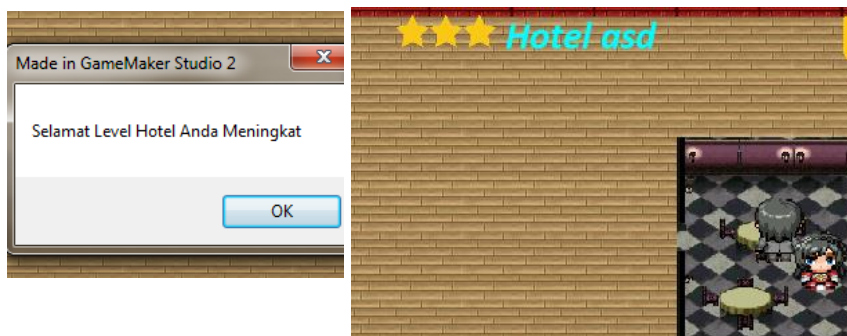 Made in GameMaker Studio 2
Selamat Level Hotel Anda Meningkat
OK
Hotel asd